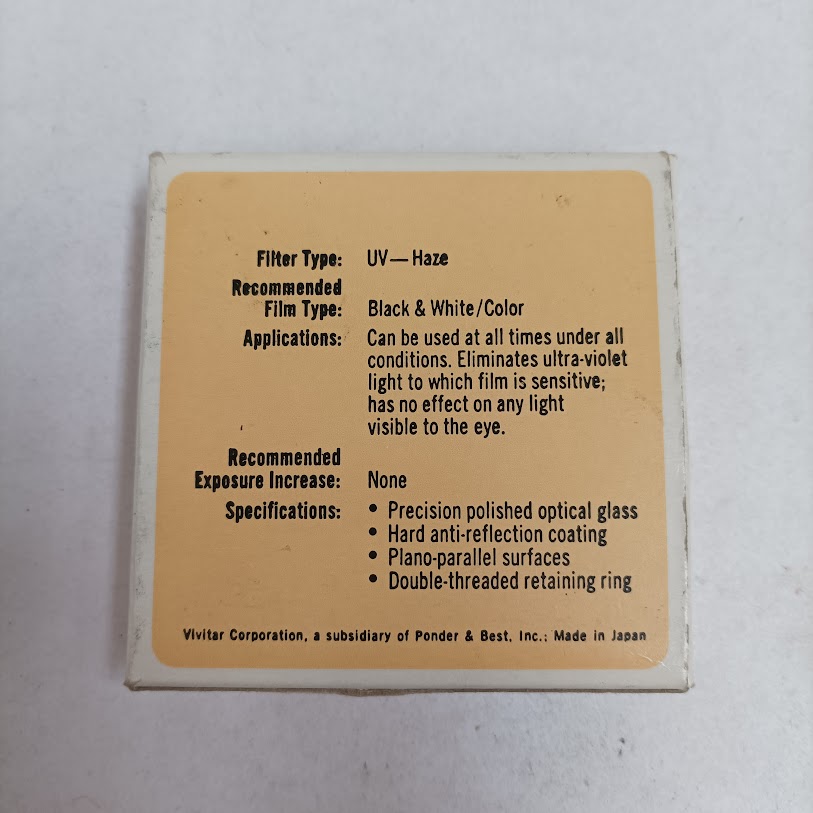 Filter Type: UV—Haze
Recommended
Film Type: Black & White/Color
Applications: Can be used at all times under all
conditions. Eliminates ultra-violet
light to which film is sensitive;
has no effect on any light
visible to the eye.
Recommended
Exposure Increase: None
Specifications: • Precision polished optical glass
• Hard anti-reflection coating
• Plano-parallel surfaces
• Double-threaded retaining ring
Vivitar Corporation, a subsidiary of Ponder & Best, Inc.; Made in Japan